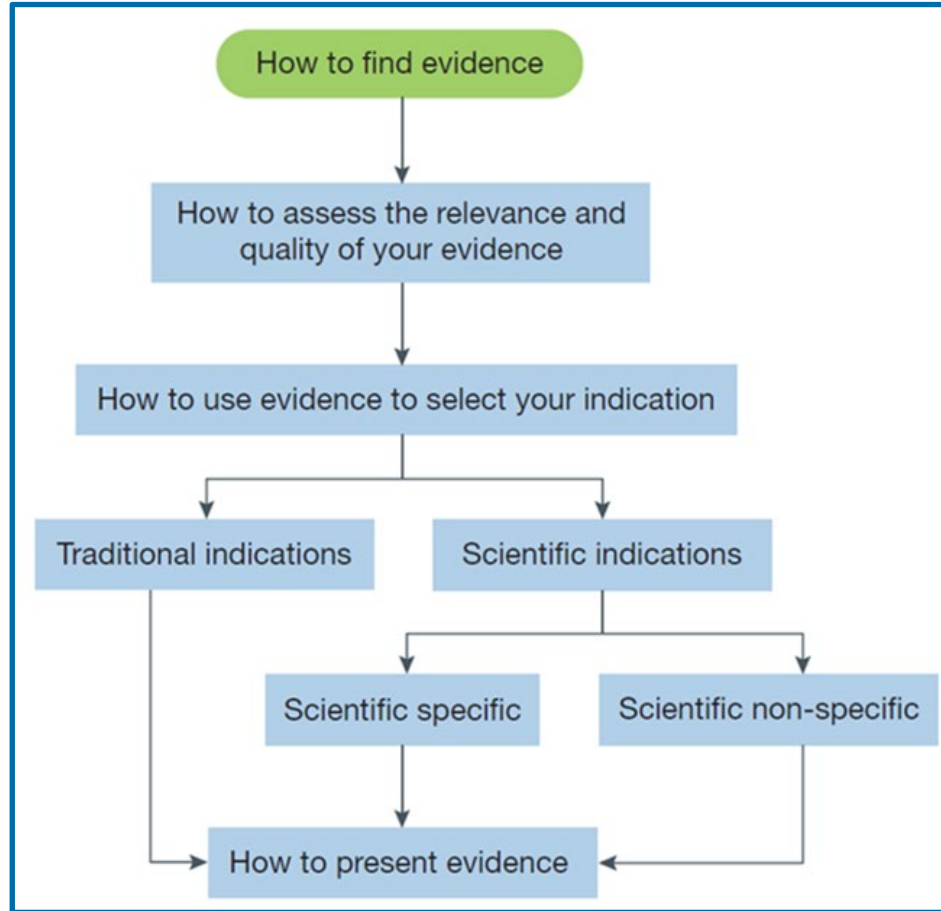 How to find evidence
How to assess the relevance and
quality of your evidence
How to use evidence to select your indication
Traditional indications
Scientific indications
Scientific specific
Scientific non-specific
How to present evidence